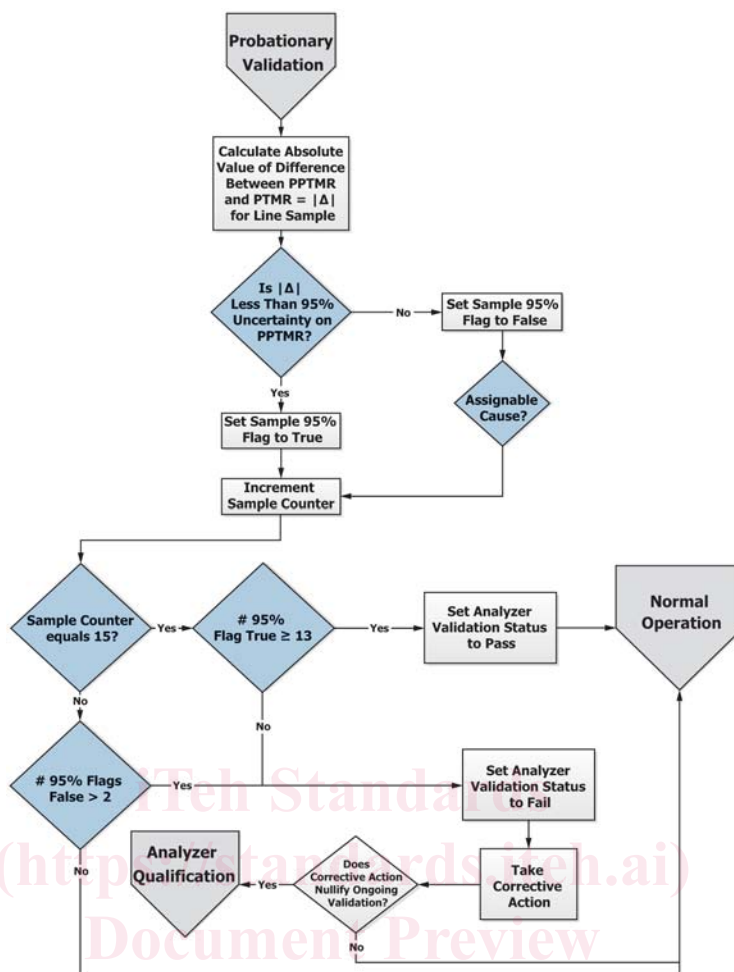 Probationary
Validation
Calculate Absolute
Value of Difference
Between PPTMR
and PTMR = |Δ|
for Line Sample
Is |Δ|
Less Than 95%
Uncertainty on
PPTMR?
No
Set Sample 95%
Flag to False
Yes
Assignable
Cause?
Set Sample 95%
Flag to True
Increment
Sample Counter
Sample Counter
equals 15?
Yes
# 95%
Flag True ≥ 13
Yes
Set Analyzer
Validation Status
to Pass
Normal
Operation
No
No
# 95% Flags
False > 2
Yes
Set Analyzer
Validation Status
to Fail
iTeh Standards
(https://standards.iteh.ai)
Document Preview
No
Analyzer
Qualification
Yes
Does
Corrective Action
Nullify Ongoing
Validation?
Take
Corrective
Action
No